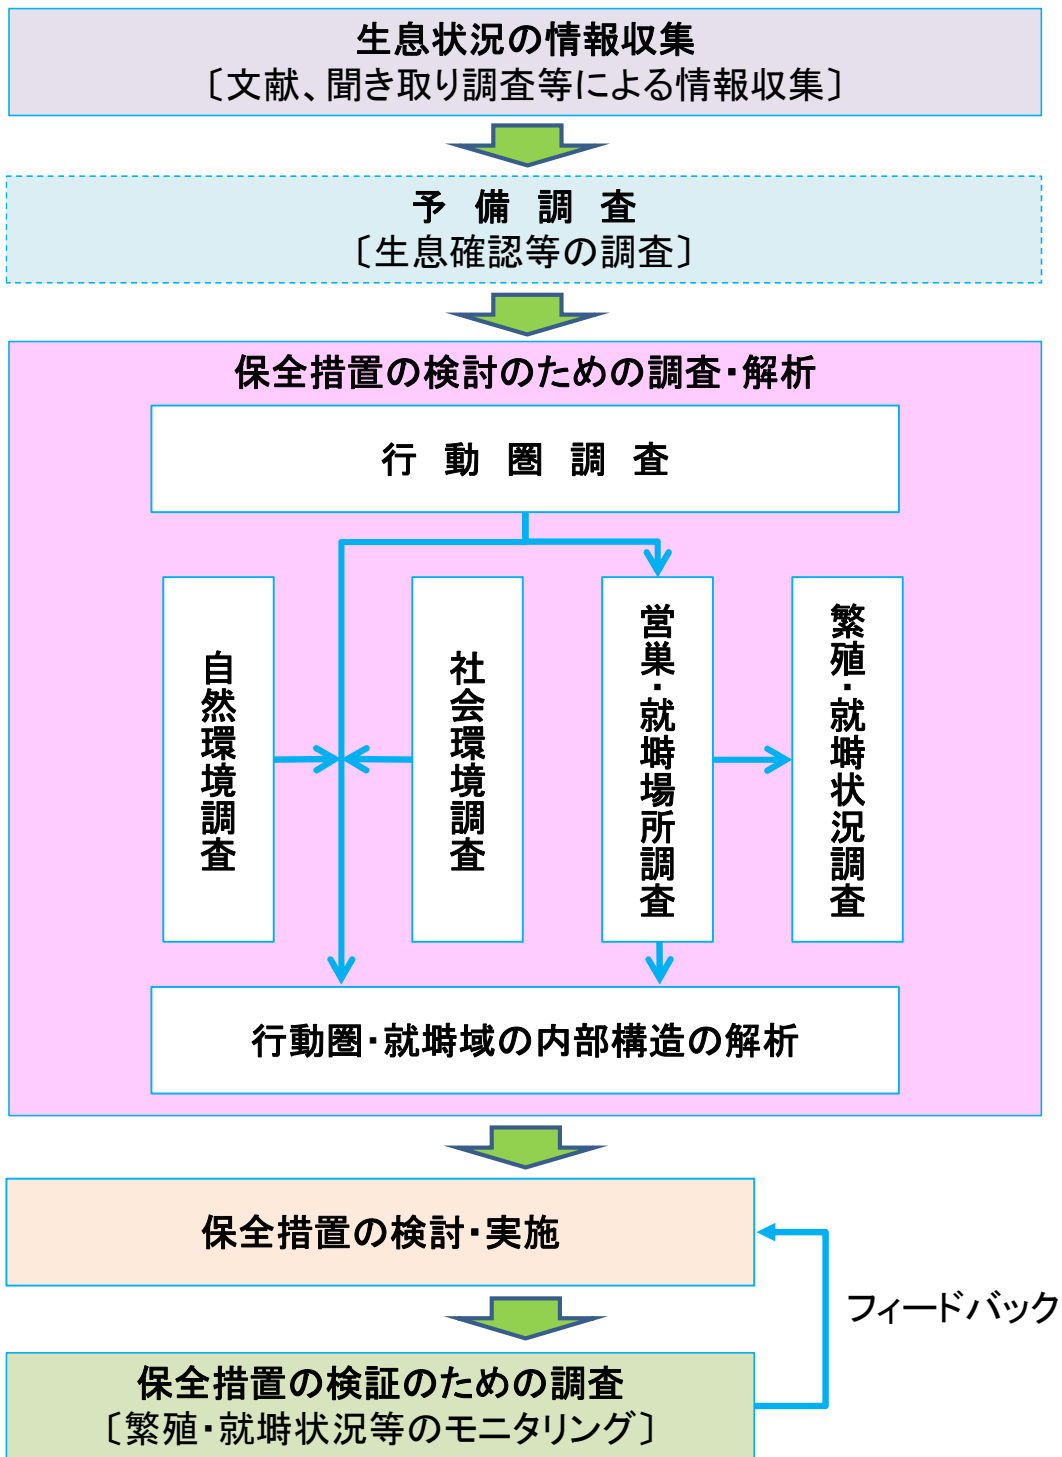 生息状況の情報収集
〔文献、聞き取り調査等による情報収集〕
予備調査
〔生息確認等の調査〕
保全措置の検討のための調査・解析
行動圏調査
自然環境調査
社会環境調査
営巣・就塒場所調査
繁殖・就塒状況調査
行動圏・就塒域の内部構造の解析
保全措置の検討・実施
フィードバック
保全措置の検証のための調査
〔繁殖・就塒状況等のモニタリング〕